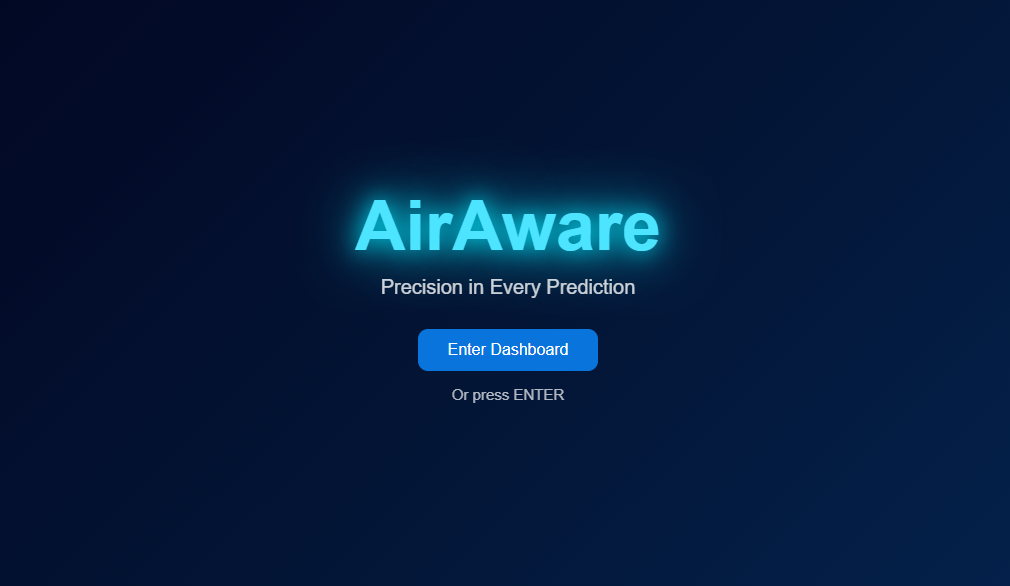 AirAware
Precision in Every Prediction
Enter Dashboard
Or press ENTER